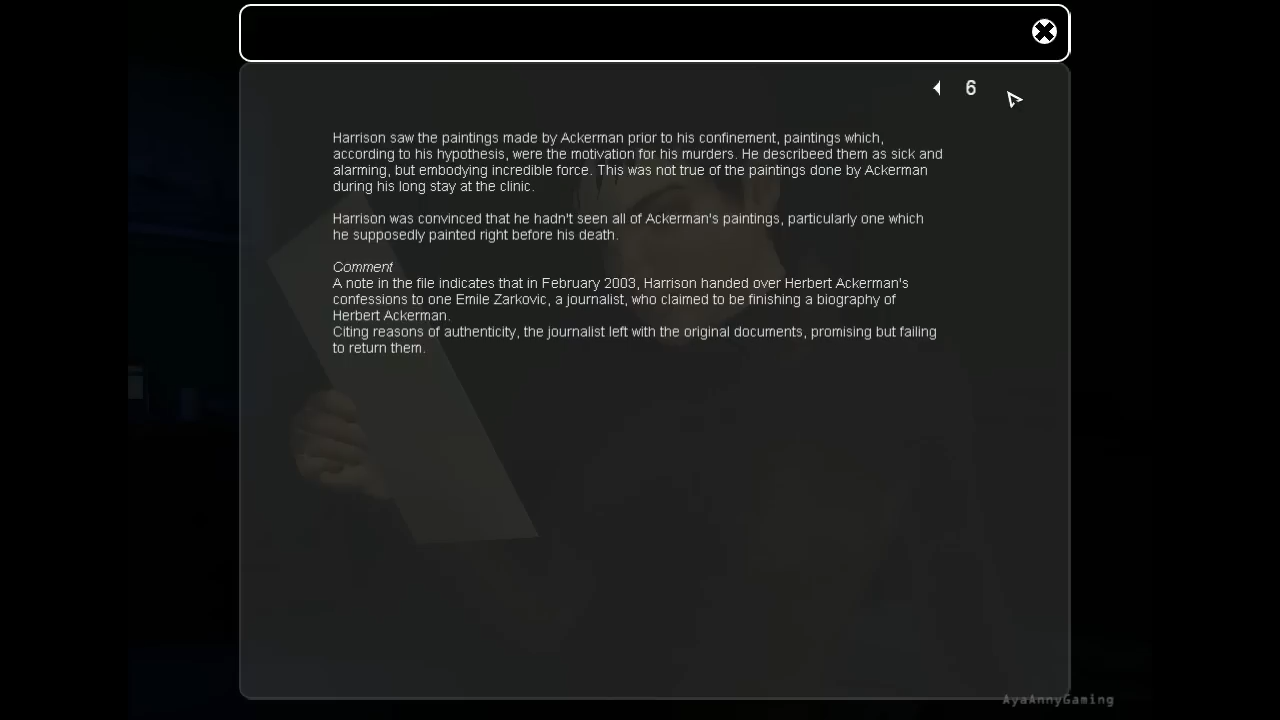 6
Harrison saw the paintings made by Ackerman prior to his confinement, paintings which,
according to his hypothesis, were the motivation for his murders. He describeed them as sick and
alarming, but embodying incredible force. This was not true of the paintings done by Ackerman
during his long stay at the clinic.
Harrison was convinced that he hadn't seen all of Ackerman's paintings, particularly one which
he supposedly painted right before his death.
Comment
A note in the file indicates that in February 2003, Harrison handed over Herbert Ackerman's
confessions to one Emile Zarkovic, a journalist, who claimed to be finishing a biography of
Herbert Ackerman.
Citing reasons of authenticity, the journalist left with the original documents, promising but failing
to return them.
AyaAnnyGaming